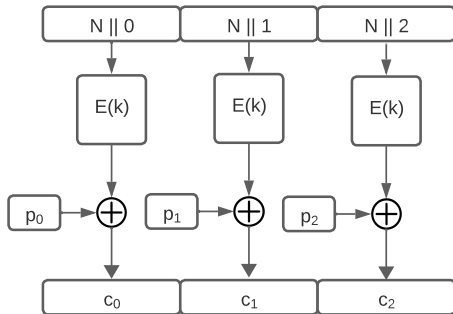 N || 0 N || 1 N || 2
E(k) E(k) E(k)
p₀ p₁ p₂
c₀ c₁ c₂